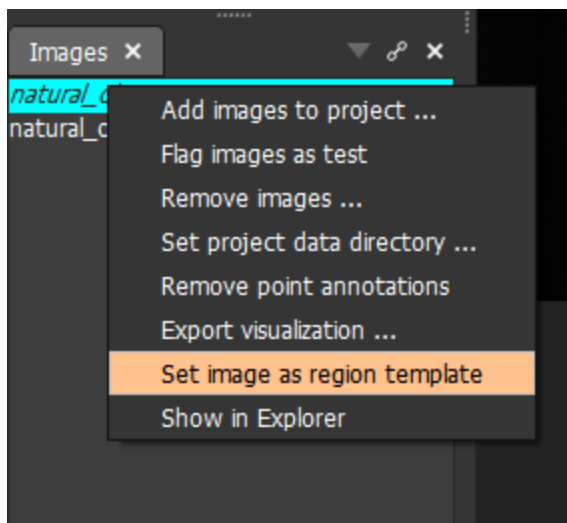 Images
natural_
natural_c
Add images to project ...
Flag images as test
Remove images ...
Set project data directory ...
Remove point annotations
Export visualization ...
Set image as region template
Show in Explorer